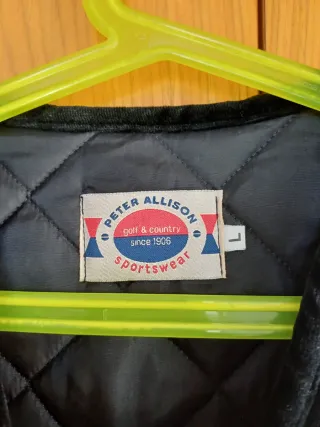 PETER ALLISON
golf & country
since 1906
sportswear
L